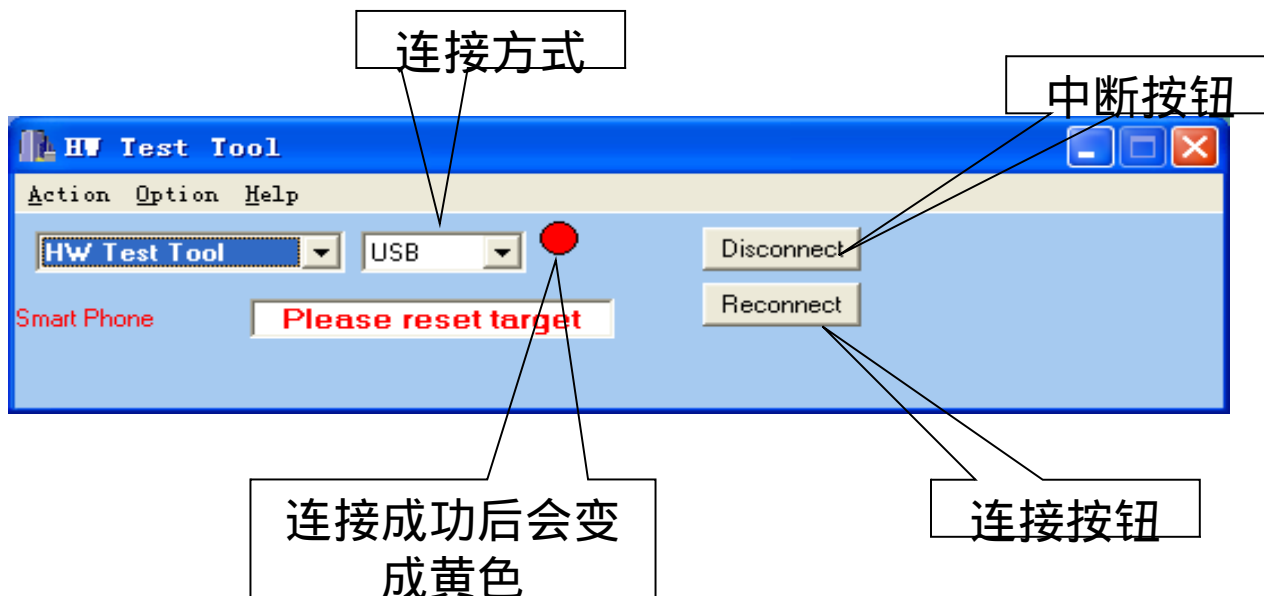 连接方式
中断按钮
HW Test Tool
Action Option Help
HW Test Tool USB Disconnect
Smart Phone Please reset target Reconnect
连接成功后会变
成黄色
连接按钮